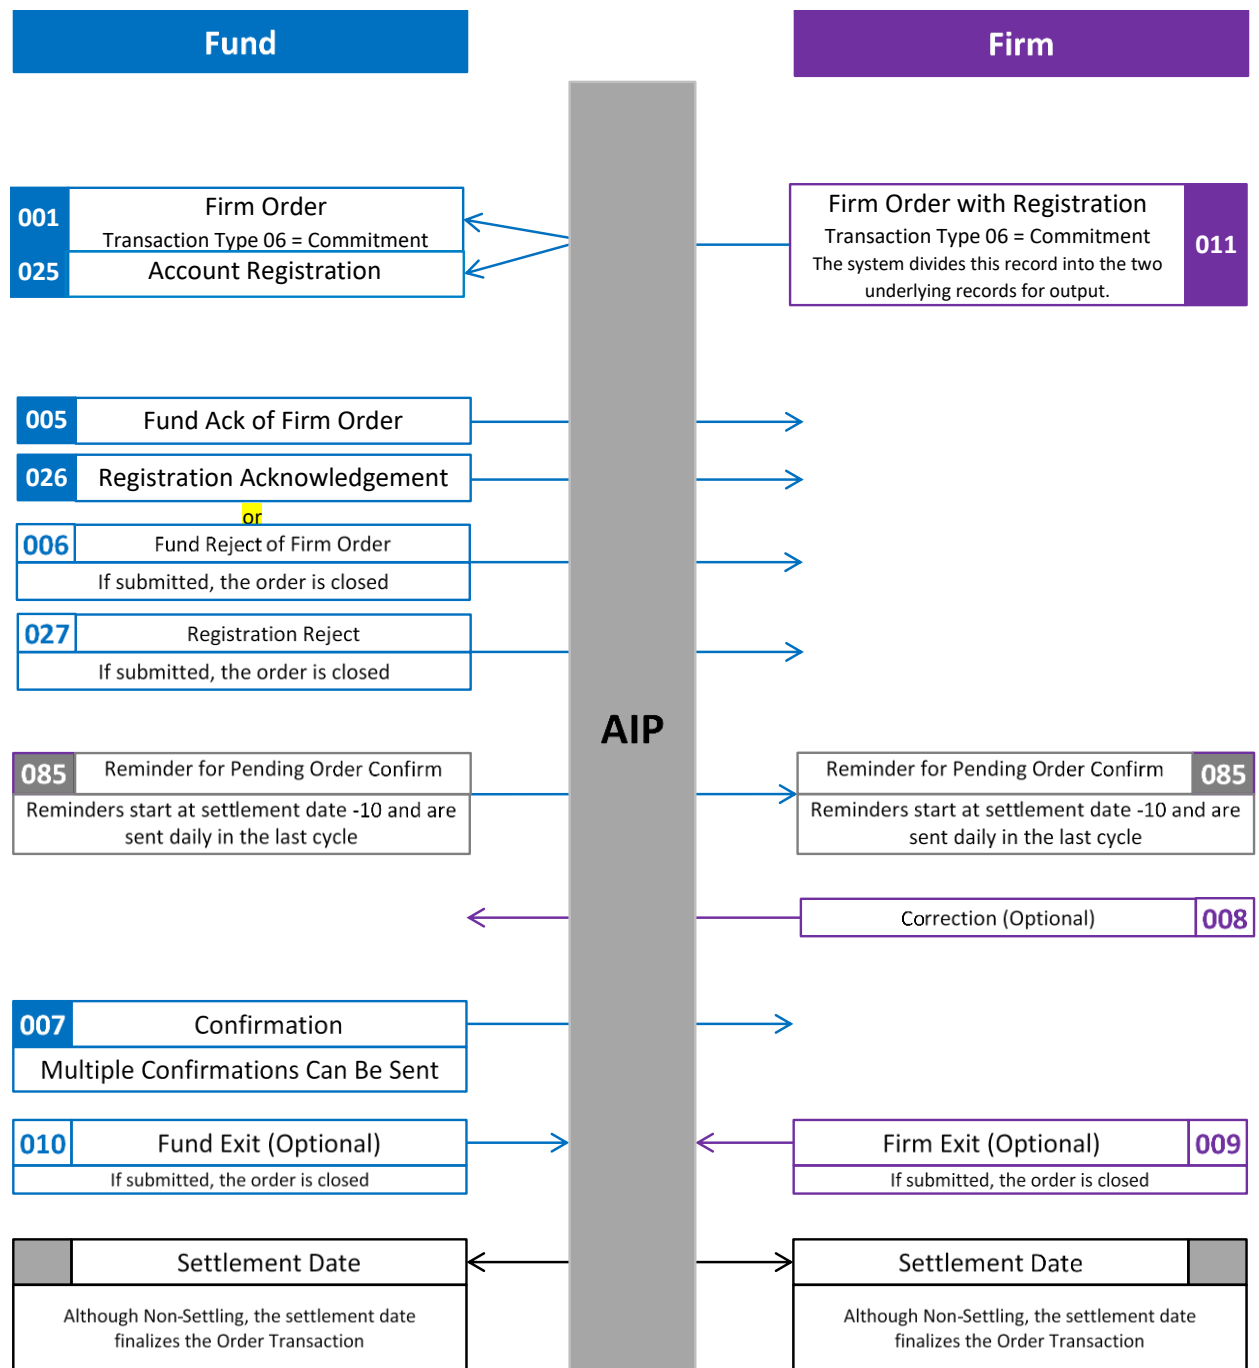 Fund
Firm
001
Firm Order
Transaction Type 06 = Commitment
025
Account Registration
Firm Order with Registration
Transaction Type 06 = Commitment
The system divides this record into the two
underlying records for output.
011
005
Fund Ack of Firm Order
026
Registration Acknowledgement
or
006
Fund Reject of Firm Order
If submitted, the order is closed
027
Registration Reject
If submitted, the order is closed
AIP
085
Reminder for Pending Order Confirm
Reminders start at settlement date -10 and are
sent daily in the last cycle
Reminder for Pending Order Confirm
085
Reminders start at settlement date -10 and are
sent daily in the last cycle
Correction (Optional)
008
007
Confirmation
Multiple Confirmations Can Be Sent
010
Fund Exit (Optional)
If submitted, the order is closed
Firm Exit (Optional)
009
If submitted, the order is closed
Settlement Date
Although Non-Settling, the settlement date
finalizes the Order Transaction
Settlement Date
Although Non-Settling, the settlement date
finalizes the Order Transaction